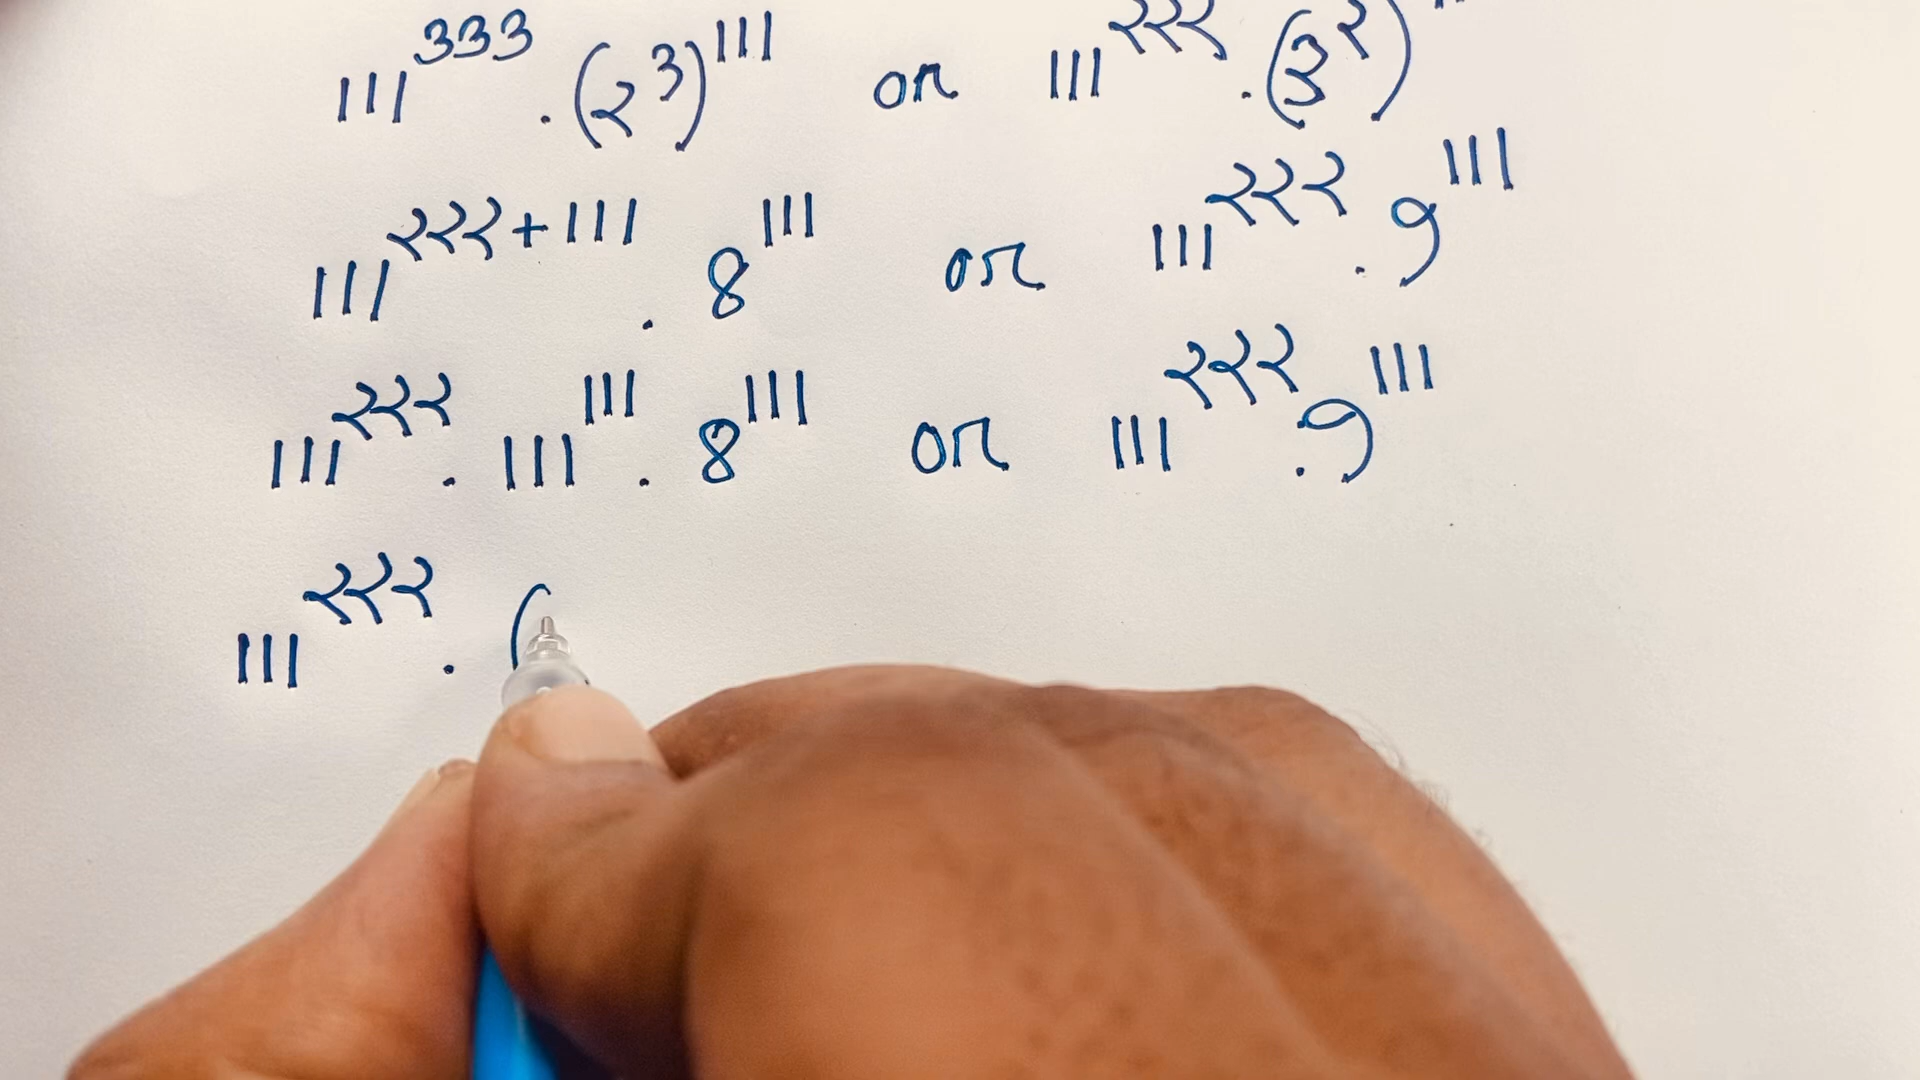 111^333 . (2^3)^111 or 111^222 . (3^2)
111^222+111 . 8^111 or 111^222 . 9^111
111^222 . 111^111 . 8^111 or 111^222 . 9^111
111^222 . (